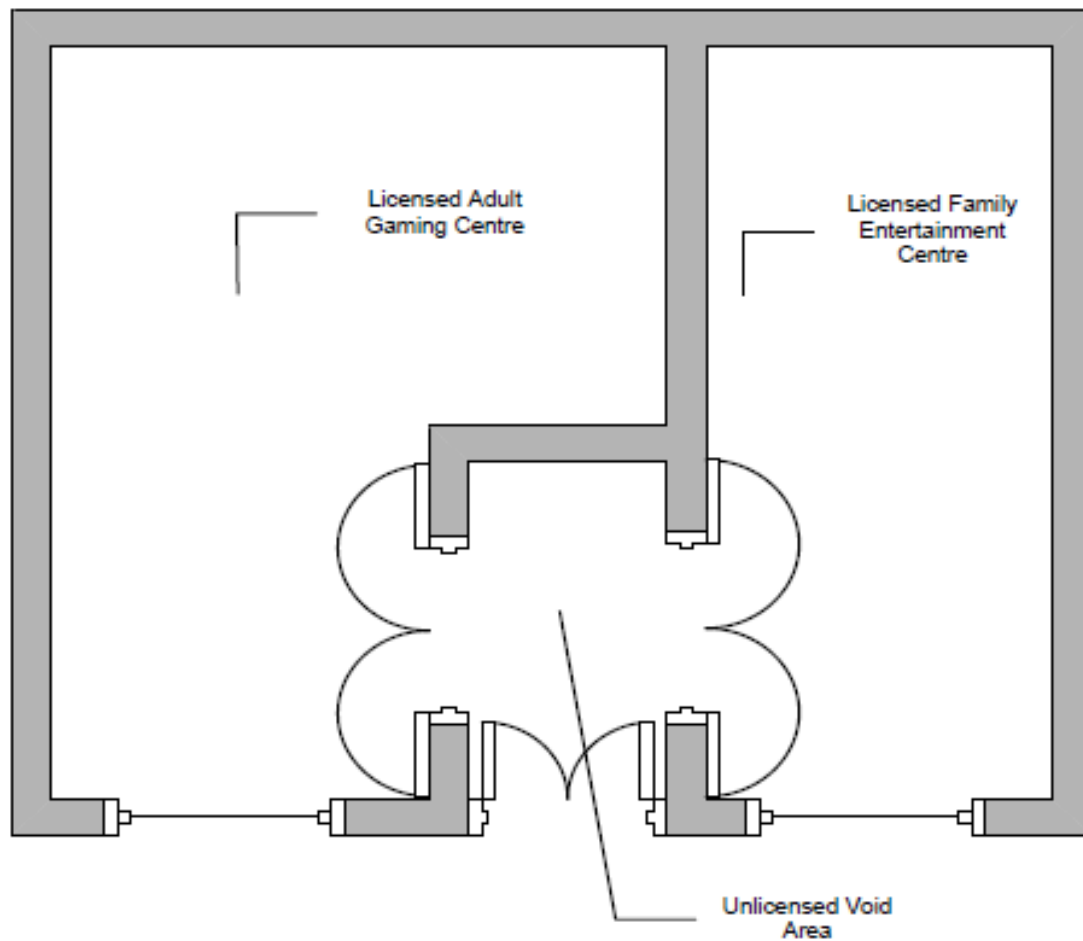 Licensed Adult
Gaming Centre
Licensed Family
Entertainment
Centre
Unlicensed Void
Area